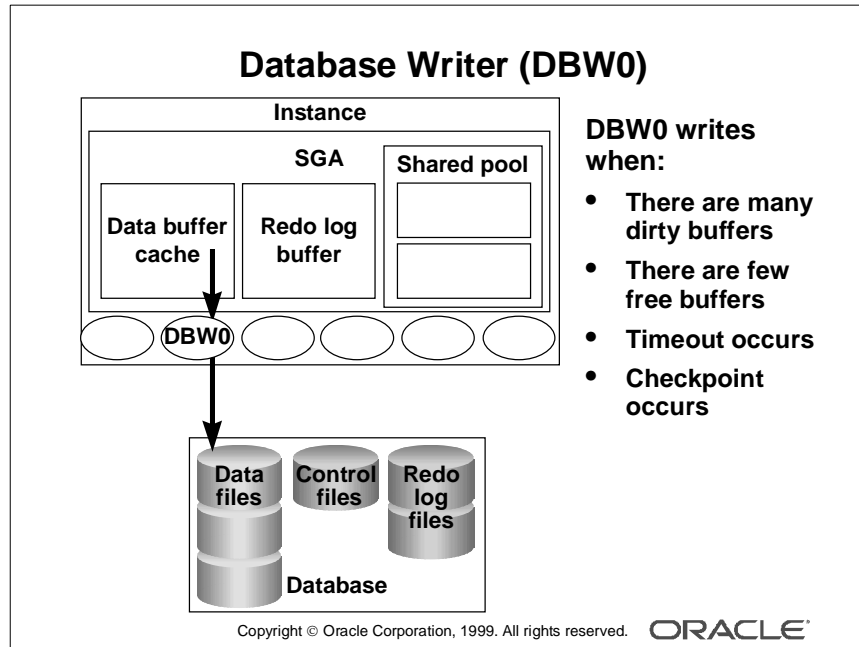 Database Writer (DBW0)
Instance
SGA
Shared pool
Data buffer
cache
Redo log
buffer
DBW0
Data
files
Control
files
Redo
log
files
Database
DBW0 writes
when:
• There are many
dirty buffers
• There are few
free buffers
• Timeout occurs
• Checkpoint
occurs
Copyright © Oracle Corporation, 1999. All rights reserved.
ORACLE®